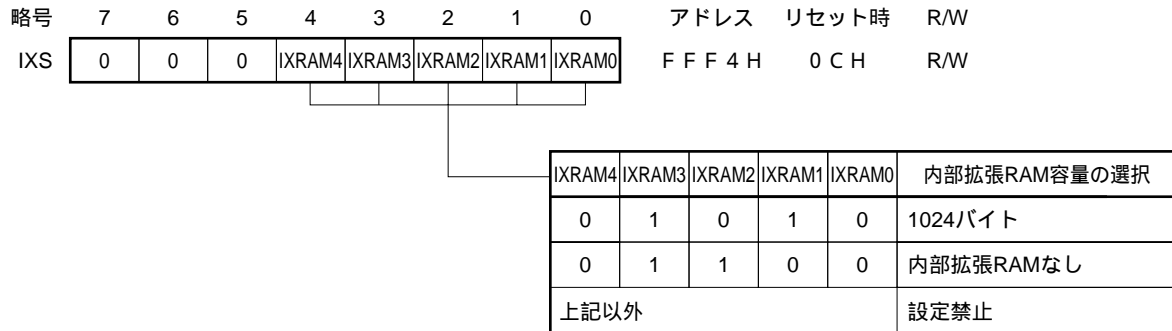 略号 7 6 5 4 3 2 1 0 アドレス リセット時 R/W
IXS 0 0 0 IXRAM4 IXRAM3 IXRAM2 IXRAM1 IXRAM0 FFF4H 0CH R/W
IXRAM4 IXRAM3 IXRAM2 IXRAM1 IXRAM0 内部拡張RAM容量の選択
0 1 0 1 0 1024バイト
0 1 1 0 0 内部拡張RAMなし
上記以外 設定禁止